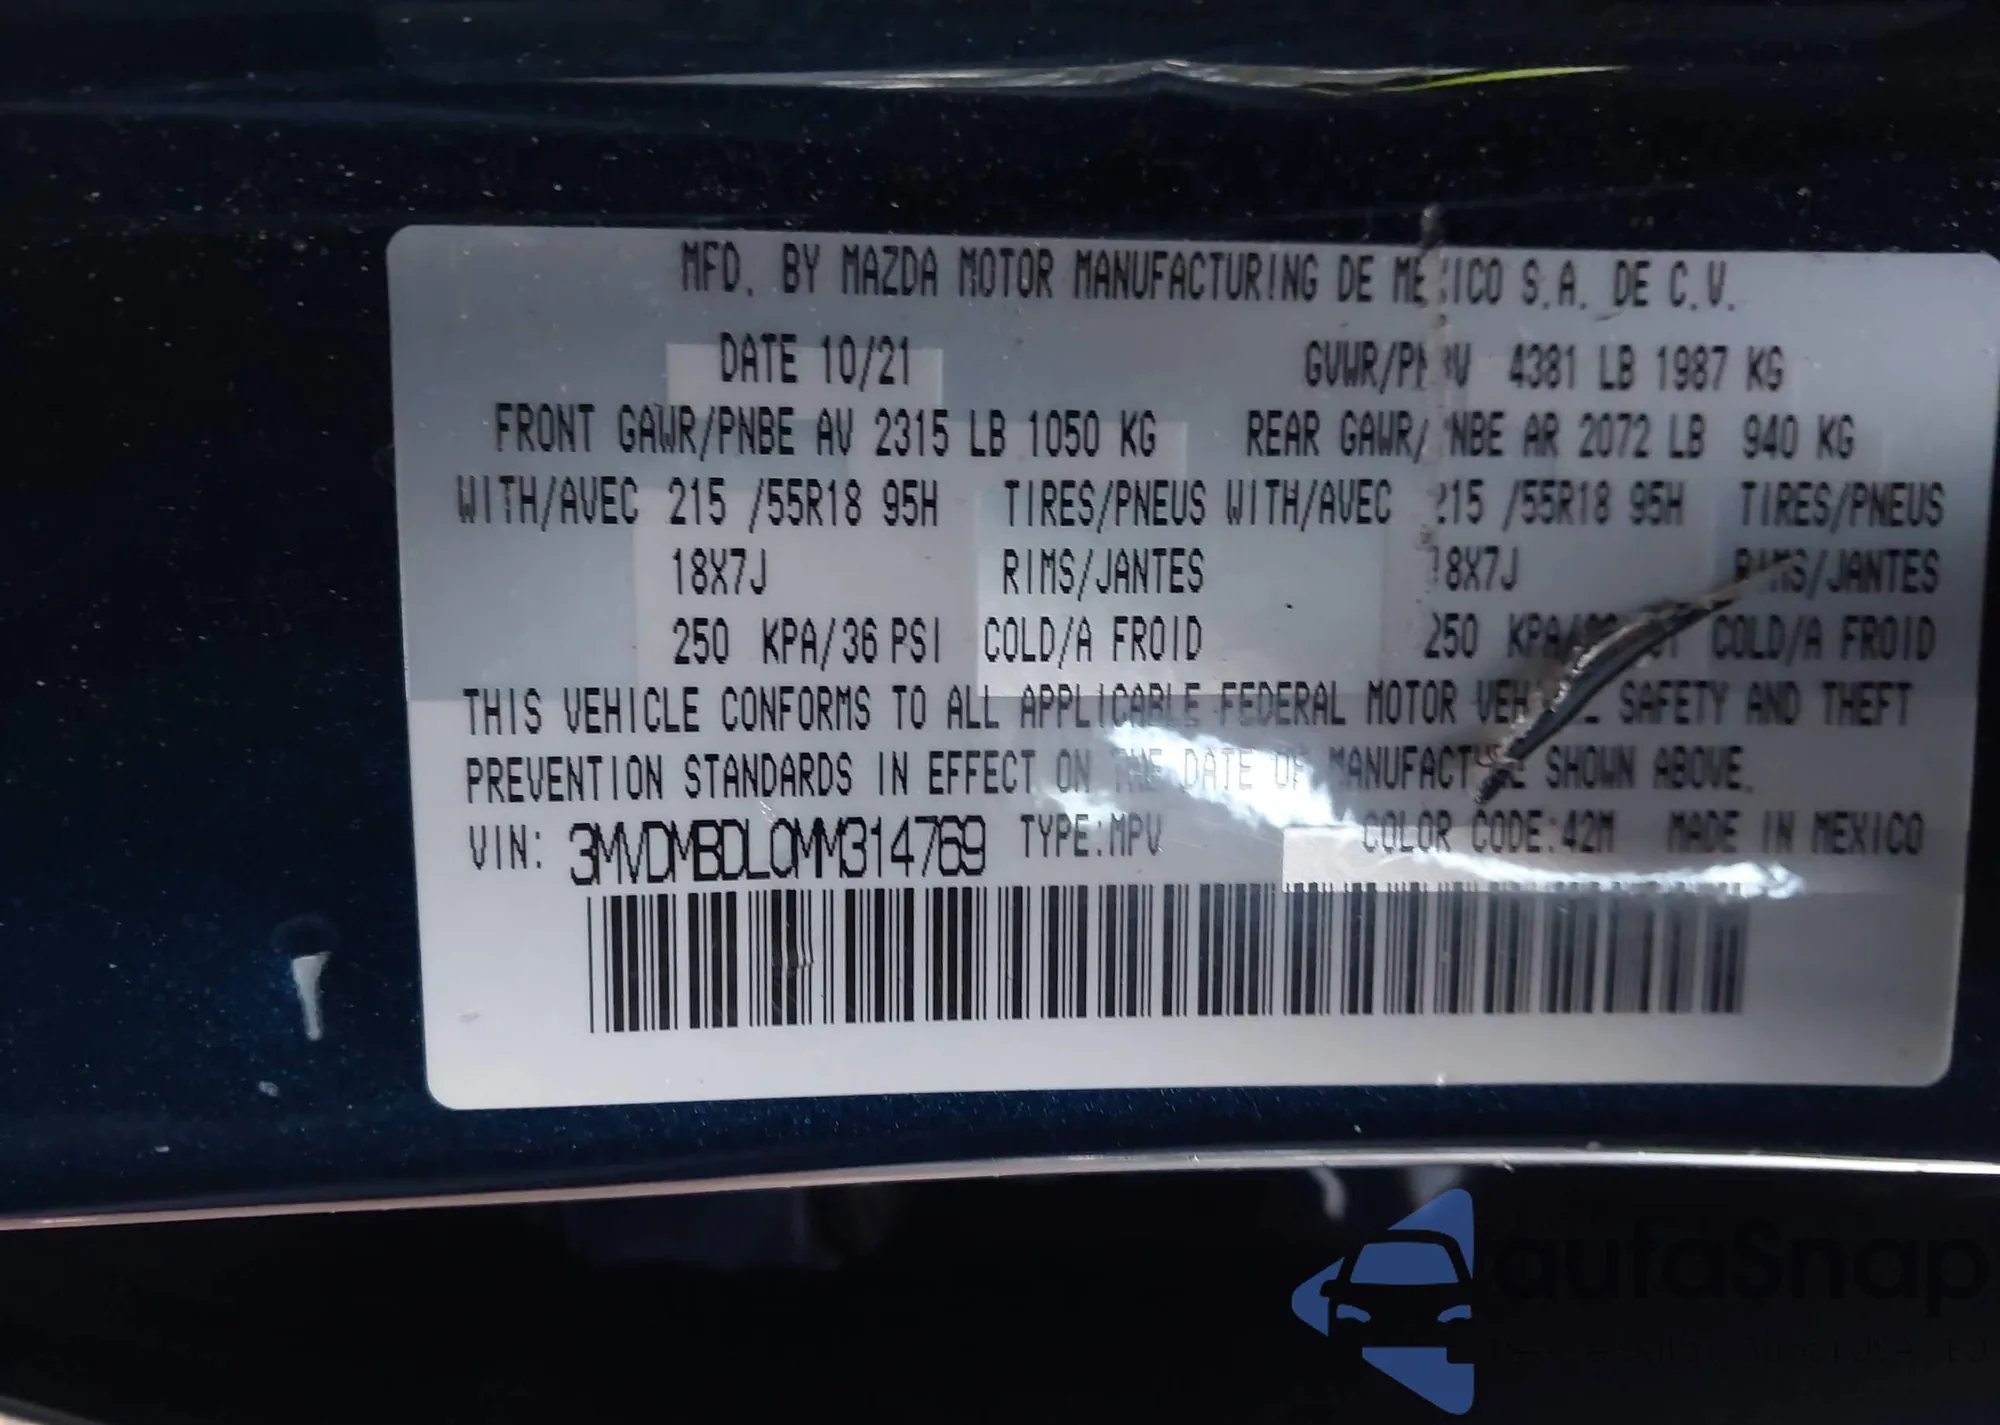 MFD. BY MAZDA MOTOR MANUFACTURING DE MEXICO S.A. DE C.V.
DATE 10/21 GVWR/PNBV 4381 LB 1987 KG
FRONT GAWR/PNBE AV 2315 LB 1050 KG REAR GAWR/PNBE AR 2072 LB 940 KG
WITH/AVEC 215 /55R18 95H TIRES/PNEUS WITH/AVEC 215 /55R18 95H TIRES/PNEUS
18X7J RIMS/JANTES 18X7J RIMS/JANTES
250 KPA/36 PSI COLD/A FROID 250 KPA/36 PSI COLD/A FROID
THIS VEHICLE CONFORMS TO ALL APPLICABLE FEDERAL MOTOR VEHICLE SAFETY AND THEFT
PREVENTION STANDARDS IN EFFECT ON THE DATE OF MANUFACTURE SHOWN ABOVE.
VIN: 3MVDMBDL0MM314769 TYPE:MPV COLOR CODE:42M MADE IN MEXICO
autoSnap